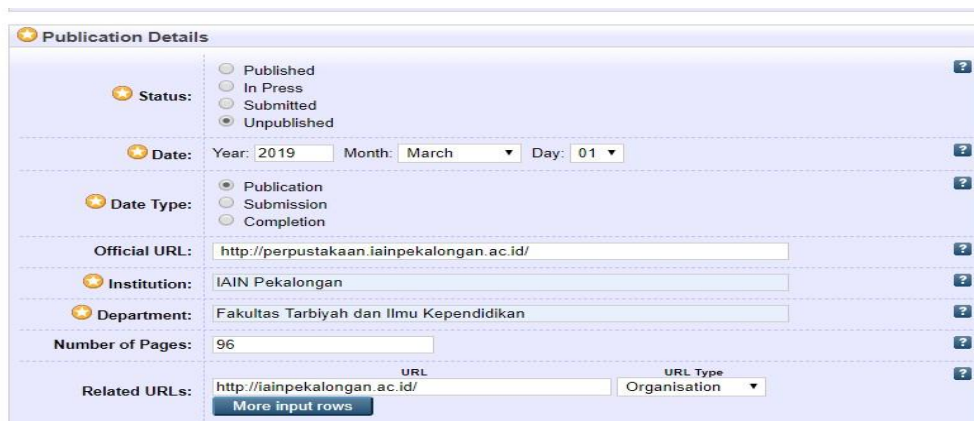 Publication Details
Status:
Published
In Press
Submitted
Unpublished
Date: Year: 2019 Month: March Day: 01
Date Type:
Publication
Submission
Completion
Official URL: http://perpustakaan.iainpekalongan.ac.id/
Institution: IAIN Pekalongan
Department: Fakultas Tarbiyah dan Ilmu Kependidikan
Number of Pages: 96
URL URL Type
Related URLs: http://iainpekalongan.ac.id/ Organisation
More input rows